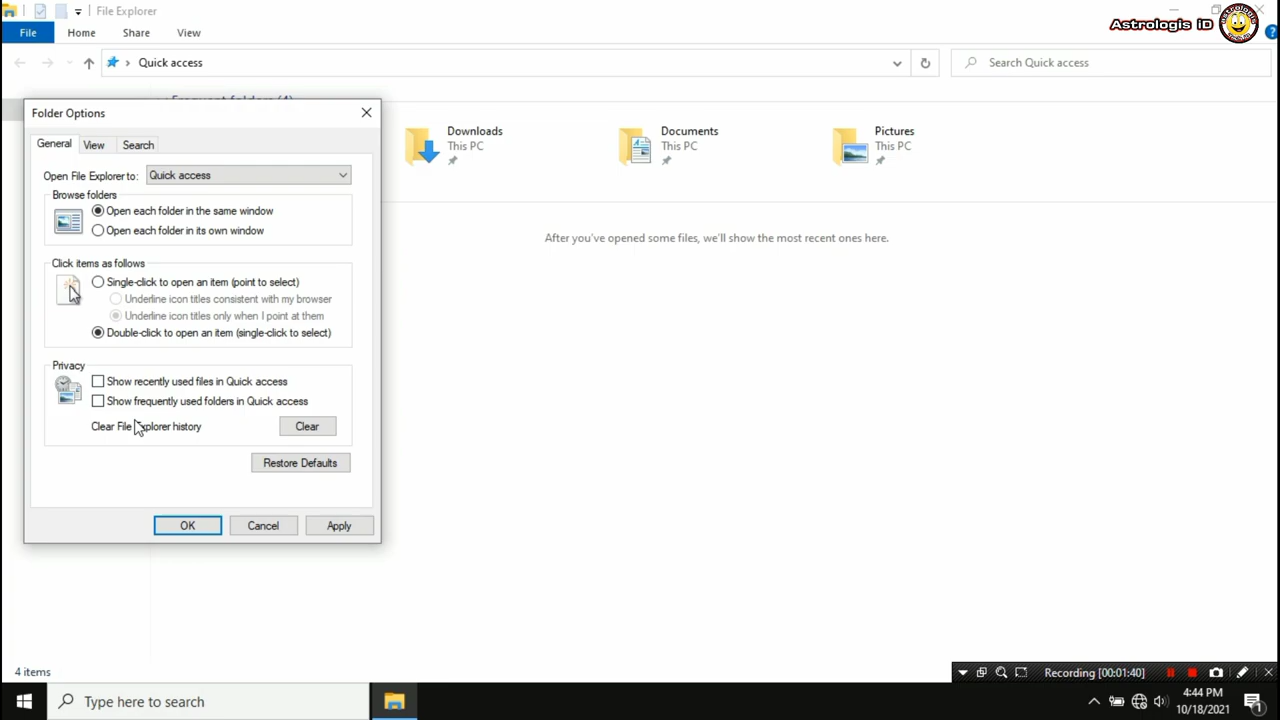 File Explorer
File
Home
Share
View
Astrologis iD
Quick access
Search Quick access
Frequent folders (4)
Folder Options
General
View
Search
Open File Explorer to:
Quick access
Browse folders
Open each folder in the same window
Open each folder in its own window
Click items as follows
Single-click to open an item (point to select)
Underline icon titles consistent with my browser
Underline icon titles only when I point at them
Double-click to open an item (single-click to select)
Privacy
Show recently used files in Quick access
Show frequently used folders in Quick access
Clear File Explorer history
Clear
Restore Defaults
OK
Cancel
Apply
Downloads
This PC
Documents
This PC
Pictures
This PC
After you've opened some files, we'll show the most recent ones here.
4 items
Recording [00:01:40]
Type here to search
4:44 PM
10/18/2021
1